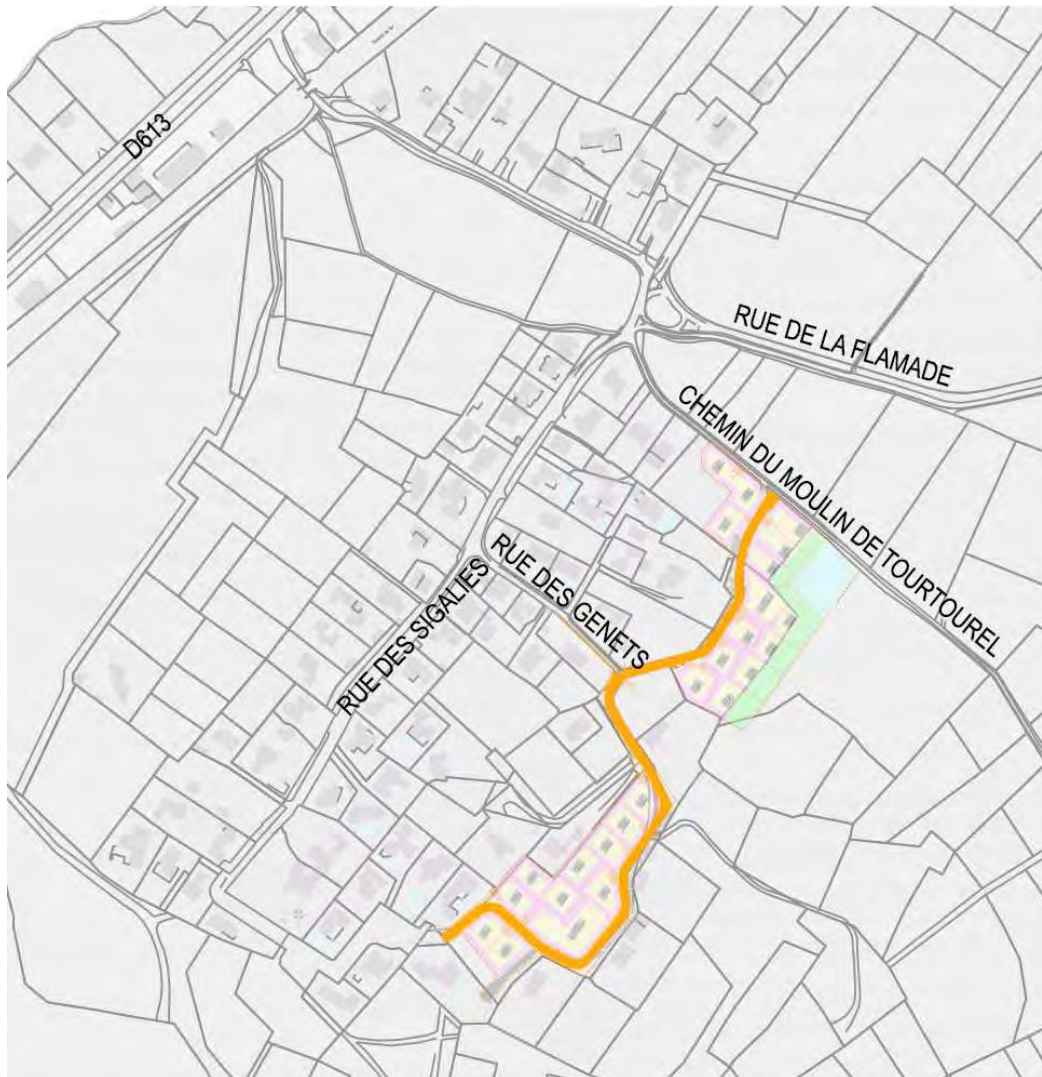 D613
RUE DE LA FLAMADE
CHEMIN DU MOULIN DE TOURTOUREL
RUE DES GENETS
RUE DES SIGALIES